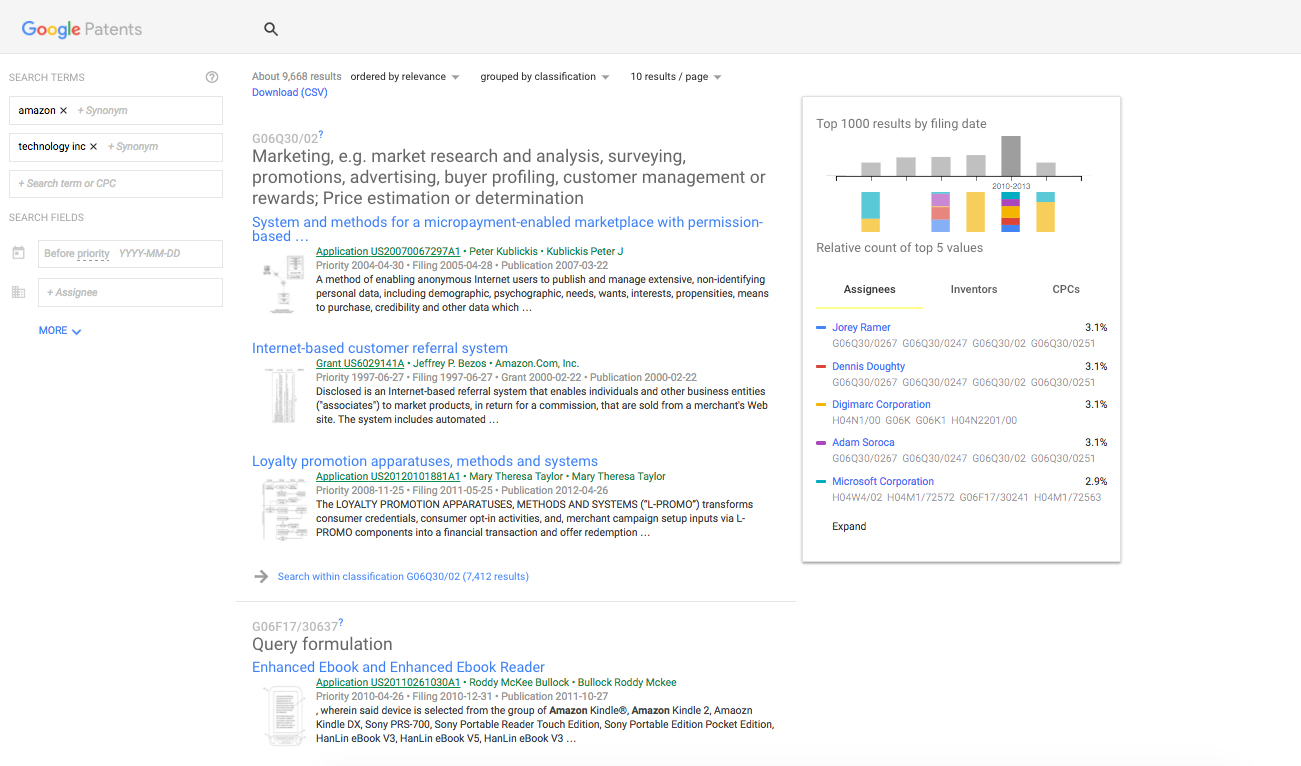 Google Patents
SEARCH TERMS
amazon × + Synonym
technology inc × + Synonym
+ Search term or CPC
SEARCH FIELDS
Before priority YYYY-MM-DD
+ Assignee
MORE
About 9,668 results ordered by relevance grouped by classification 10 results / page
Download (CSV)
G06Q30/02?
Marketing, e.g. market research and analysis, surveying,
promotions, advertising, buyer profiling, customer management or
rewards; Price estimation or determination
System and methods for a micropayment-enabled marketplace with permission-
based …
Application US20070067297A1 • Peter Kublickis • Kublickis Peter J
Priority 2004-04-30 • Filing 2005-04-28 • Publication 2007-03-22
A method of enabling anonymous Internet users to publish and manage extensive, non-identifying
personal data, including demographic, psychographic, needs, wants, interests, propensities, means
to purchase, credibility and other data which …
Internet-based customer referral system
Grant US6029141A • Jeffrey P. Bezos • Amazon.Com, Inc.
Priority 1997-06-27 • Filing 1997-06-27 • Grant 2000-02-22 • Publication 2000-02-22
Disclosed is an Internet-based referral system that enables individuals and other business entities
("associates") to market products, in return for a commission, that are sold from a merchant's Web
site. The system includes automated …
Loyalty promotion apparatuses, methods and systems
Application US20120101881A1 • Mary Theresa Taylor • Mary Theresa Taylor
Priority 2008-11-25 • Filing 2011-05-25 • Publication 2012-04-26
The LOYALTY PROMOTION APPARATUSES, METHODS AND SYSTEMS ("L-PROMO") transforms
consumer credentials, consumer opt-in activities, and, merchant campaign setup inputs via L-
PROMO components into a financial transaction and offer redemption …
Search within classification G06Q30/02 (7,412 results)
G06F17/30637?
Query formulation
Enhanced Ebook and Enhanced Ebook Reader
Application US20110261030A1 • Roddy McKee Bullock • Bullock Roddy Mckee
Priority 2010-04-26 • Filing 2010-12-31 • Publication 2011-10-27
, wherein said device is selected from the group of Amazon Kindle®, Amazon Kindle 2, Amaozn
Kindle DX, Sony PRS-700, Sony Portable Reader Touch Edition, Sony Portable Edition Pocket Edition,
HanLin eBook V3, HanLin eBook V5, HanLin eBook V3 …
Top 1000 results by filing date
2010-2013
Relative count of top 5 values
Assignees Inventors CPCs
Jorey Ramer 3.1%
G06Q30/0267 G06Q30/0247 G06Q30/02 G06Q30/0251
Dennis Doughty 3.1%
G06Q30/0267 G06Q30/0247 G06Q30/02 G06Q30/0251
Digimarc Corporation 3.1%
H04N1/00 G06K G06K1 H04N2201/00
Adam Soroca 3.1%
G06Q30/0267 G06Q30/0247 G06Q30/02 G06Q30/0251
Microsoft Corporation 2.9%
H04W4/02 H04M1/72572 G06F17/30241 H04M1/72563
Expand